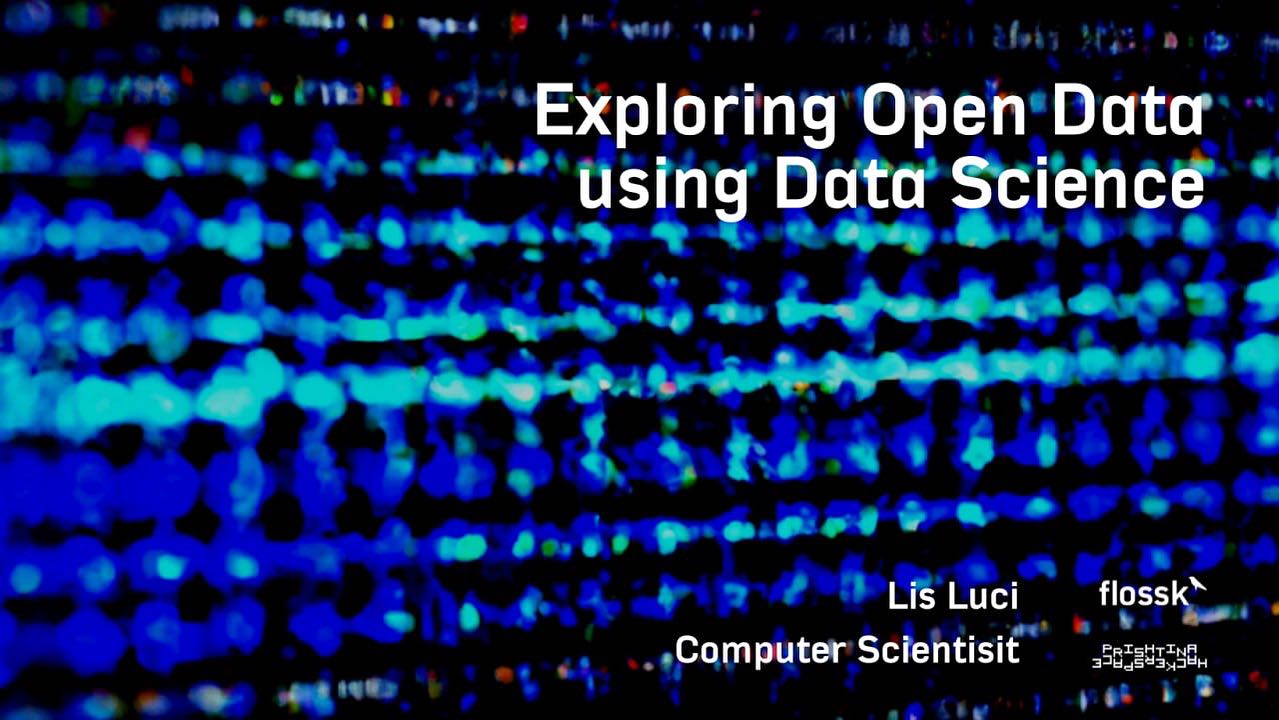 Exploring Open Data
using Data Science
Lis Luci
Computer Scientisit
flossk
PRISHTINA
HACKERSPACE